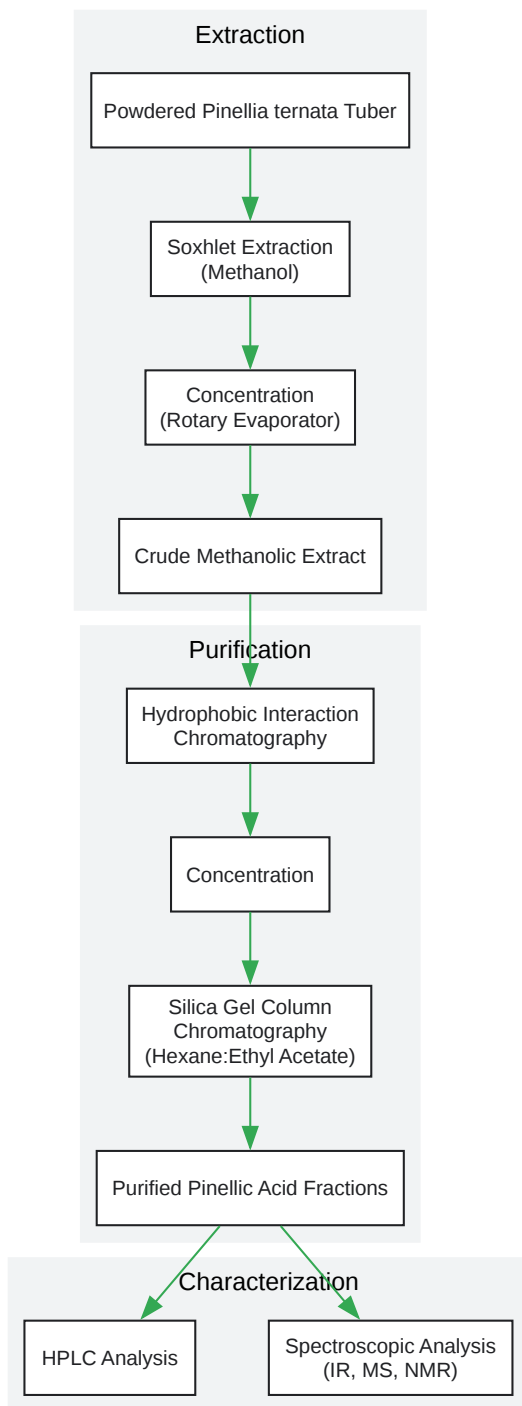 Extraction
Powdered Pinellia ternata Tuber
Soxhlet Extraction
(Methanol)
Concentration
(Rotary Evaporator)
Crude Methanolic Extract
Purification
Hydrophobic Interaction
Chromatography
Concentration
Silica Gel Column
Chromatography
(Hexane:Ethyl Acetate)
Purified Pinellic Acid Fractions
Characterization
HPLC Analysis
Spectroscopic Analysis
(IR, MS, NMR)